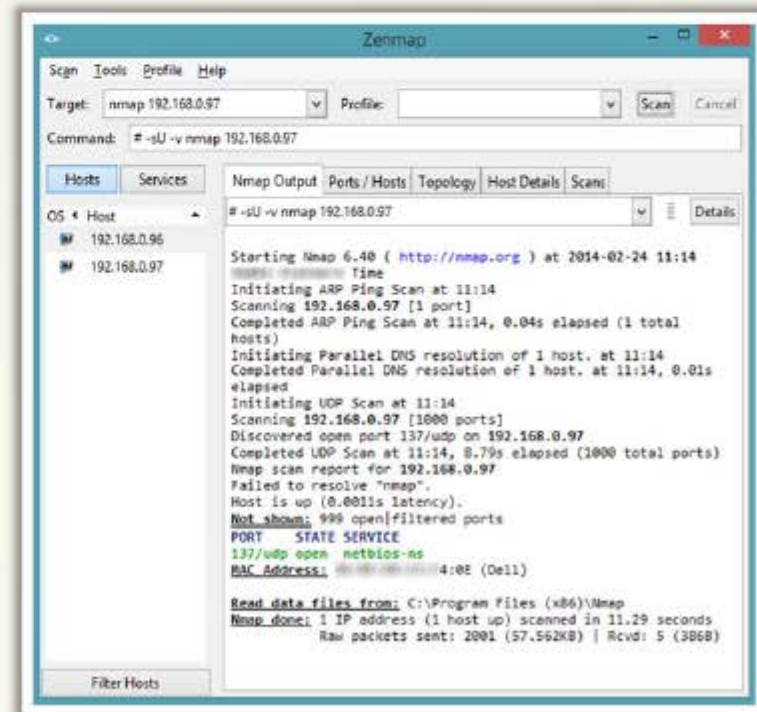 Zenmap
Scan Tools Profile Help
Target: nmap 192.168.0.97 Profile: Scan Cancel
Command: # -sU -v nmap 192.168.0.97
Hosts Services
Nmap Output Ports / Hosts Topology Host Details Scans
OS Host
# -sU -v nmap 192.168.0.97 Details
192.168.0.96
192.168.0.97
Starting Nmap 6.40 ( http://nmap.org ) at 2014-02-24 11:14
Time
Initiating ARP Ping Scan at 11:14
Scanning 192.168.0.97 [1 port]
Completed ARP Ping Scan at 11:14, 0.04s elapsed (1 total
hosts)
Initiating Parallel DNS resolution of 1 host. at 11:14
Completed Parallel DNS resolution of 1 host. at 11:14, 0.01s
elapsed
Initiating UDP Scan at 11:14
Scanning 192.168.0.97 [1000 ports]
Discovered open port 137/udp on 192.168.0.97
Completed UDP Scan at 11:14, 8.79s elapsed (1000 total ports)
Nmap scan report for 192.168.0.97
Failed to resolve "nmap".
Host is up (0.0011s latency).
Not shown: 999 open|filtered ports
PORT STATE SERVICE
137/udp open netbios-ns
MAC Address: 4:0E (Dell)
Read data files from: C:\Program Files (x86)\Nmap
Nmap done: 1 IP address (1 host up) scanned in 11.29 seconds
Raw packets sent: 2001 (57.562KB) | Rcvd: 5 (386B)
Filter Hosts